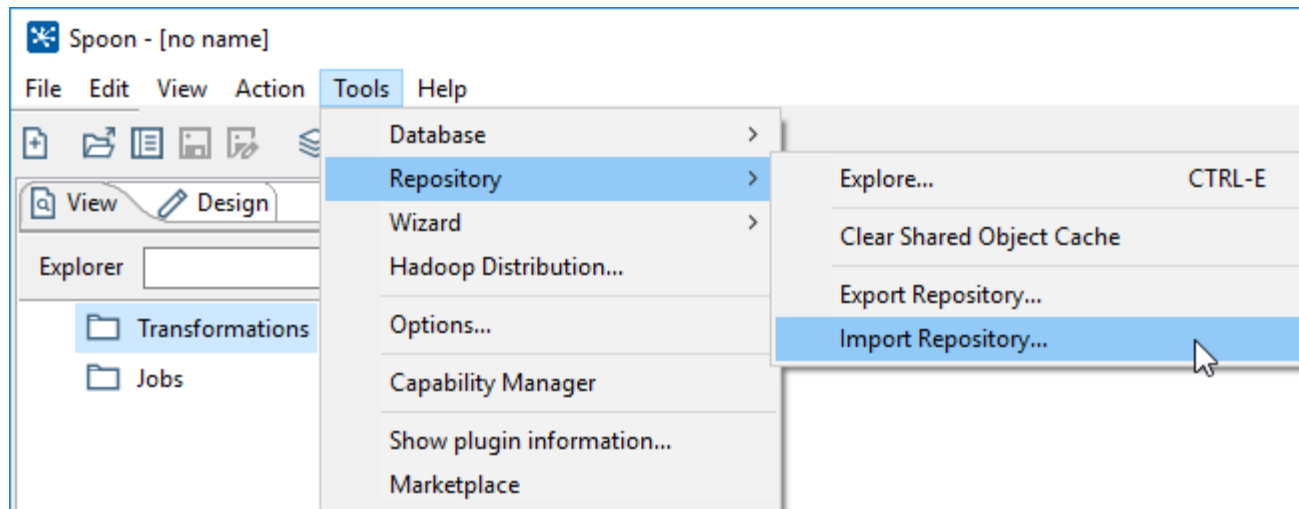 Spoon - [no name]
File Edit View Action Tools Help
Database
Repository
Explore... CTRL-E
View Design
Wizard
Clear Shared Object Cache
Explorer
Hadoop Distribution...
Export Repository...
Transformations
Options...
Import Repository...
Jobs
Capability Manager
Show plugin information...
Marketplace